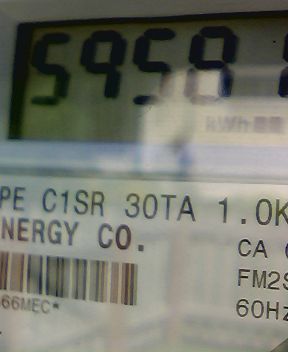 5958
kWh
PE C1SR 30TA 1.0K
NERGY CO.
CA
FM2S
66MEC*
60Hz